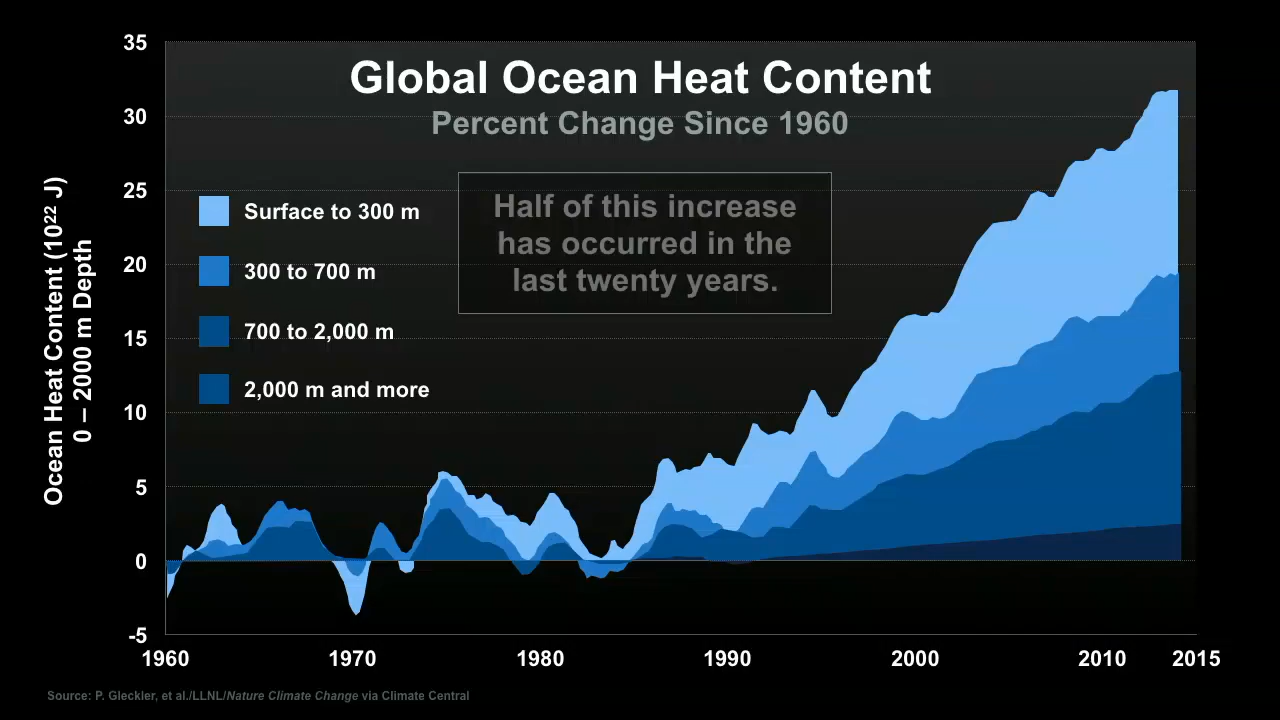 Global Ocean Heat Content
Percent Change Since 1960
Half of this increase
has occurred in the
last twenty years.
Surface to 300 m
300 to 700 m
700 to 2,000 m
2,000 m and more
Ocean Heat Content (10²² J)
0 – 2000 m Depth
35
30
25
20
15
10
5
0
-5
1960 1970 1980 1990 2000 2010 2015
Source: P. Gleckler, et al./LLNL/Nature Climate Change via Climate Central